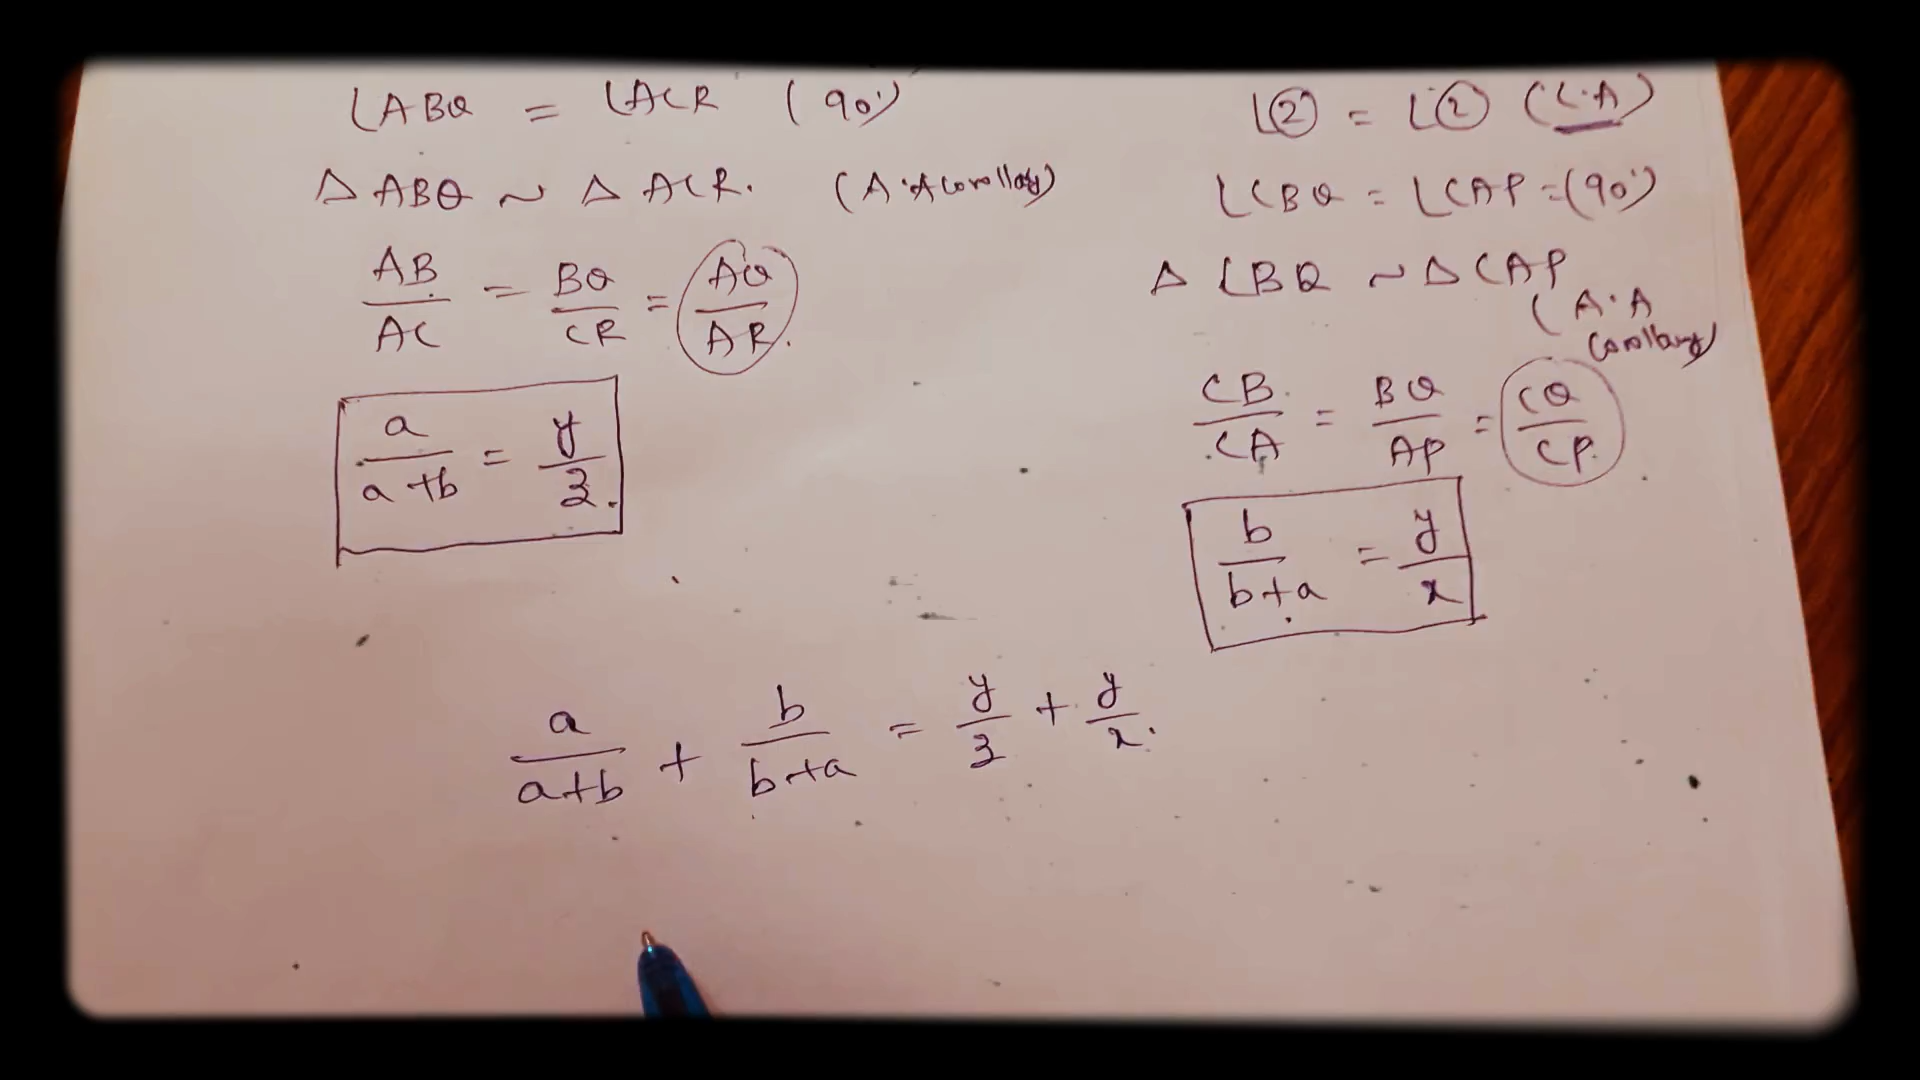 ∠ABQ = ∠ACR (90°)
△ ABQ ~ △ ACR. (A·A Corollary)
AB/AC = BQ/CR = AQ/AR.
a/a+b = y/z.
∠② = ∠② (C·A)
∠CBQ = ∠CAP = (90°)
△ CBQ ~ △ CAP
(A·A
Corollary)
CB/CA = BQ/AP = CQ/CP.
b/b+a = y/x
a/a+b + b/b+a = y/z + y/x.